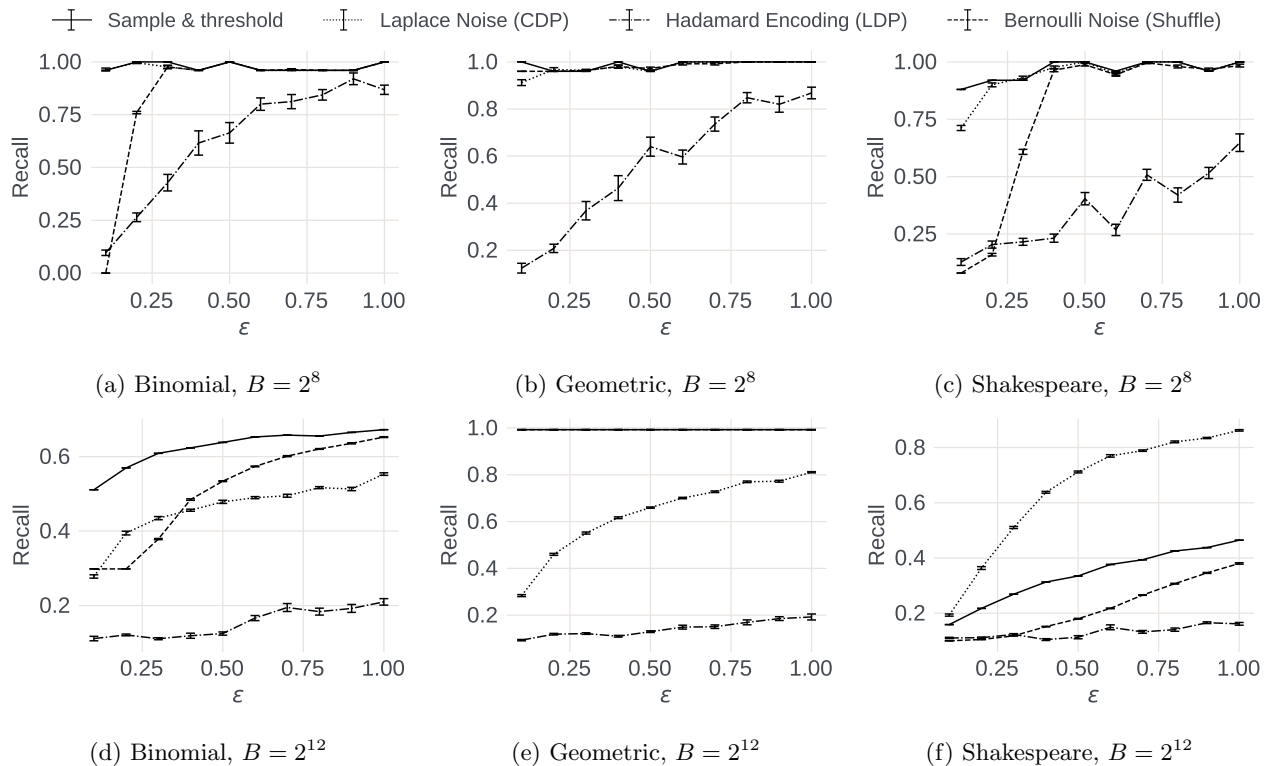 Sample & threshold Laplace Noise (CDP) Hadamard Encoding (LDP) Bernoulli Noise (Shuffle)
Recall
1.00
0.75
0.50
0.25
0.00
0.25 0.50 0.75 1.00
ε
(a) Binomial, B = 2^8
Recall
1.0
0.8
0.6
0.4
0.2
0.25 0.50 0.75 1.00
ε
(b) Geometric, B = 2^8
Recall
1.00
0.75
0.50
0.25
0.25 0.50 0.75 1.00
ε
(c) Shakespeare, B = 2^8
Recall
0.6
0.4
0.2
0.25 0.50 0.75 1.00
ε
(d) Binomial, B = 2^12
Recall
1.0
0.8
0.6
0.4
0.2
0.25 0.50 0.75 1.00
ε
(e) Geometric, B = 2^12
Recall
0.8
0.6
0.4
0.2
0.25 0.50 0.75 1.00
ε
(f) Shakespeare, B = 2^12